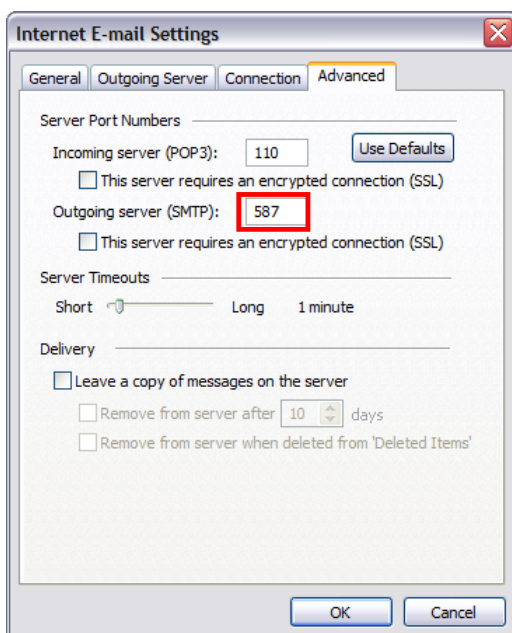 Internet E-mail Settings
General Outgoing Server Connection Advanced
Server Port Numbers
Incoming server (POP3): 110 Use Defaults
This server requires an encrypted connection (SSL)
Outgoing server (SMTP): 587
This server requires an encrypted connection (SSL)
Server Timeouts
Short Long 1 minute
Delivery
Leave a copy of messages on the server
Remove from server after 10 days
Remove from server when deleted from 'Deleted Items'
OK Cancel